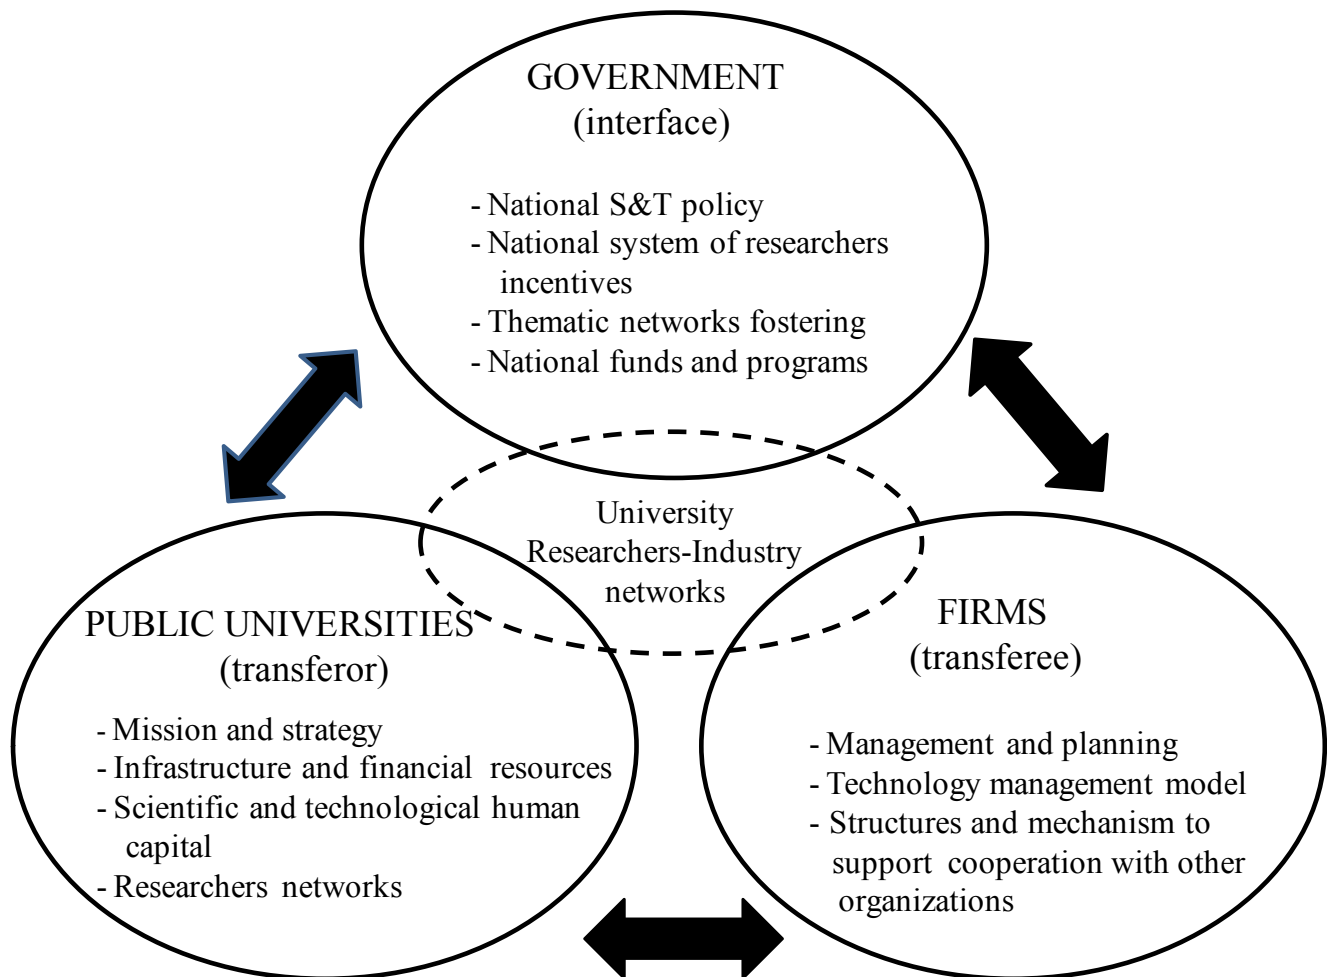 GOVERNMENT
(interface)
- National S&T policy
- National system of researchers
incentives
- Thematic networks fostering
- National funds and programs
University
Researchers-Industry
networks
PUBLIC UNIVERSITIES
(transferor)
- Mission and strategy
- Infrastructure and financial resources
- Scientific and technological human
capital
- Researchers networks
FIRMS
(transferee)
- Management and planning
- Technology management model
- Structures and mechanism to
support cooperation with other
organizations